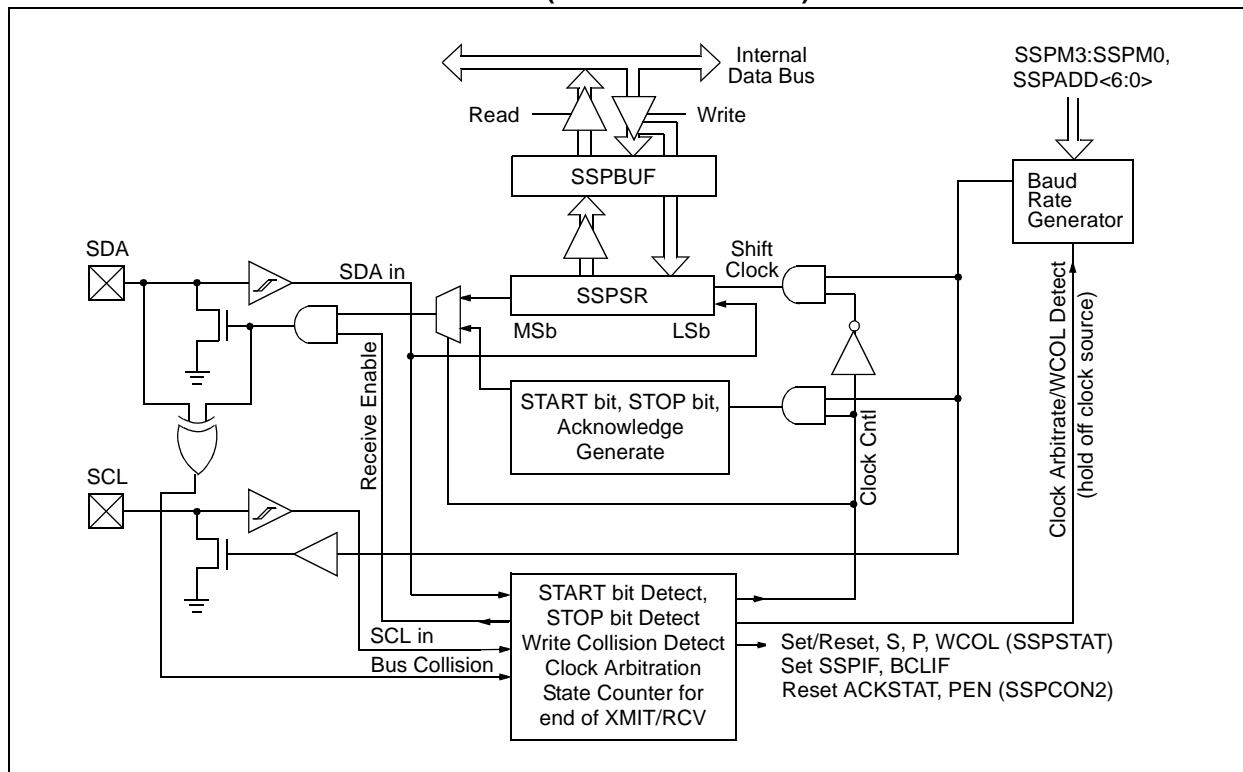 Internal
Data Bus
SSPM3:SSPM0,
SSPADD<6:0>
Read
Write
SSPBUF
Baud
Rate
Generator
SDA
SDA in
Shift
Clock
SSPSR
MSb
LSb
START bit, STOP bit,
Acknowledge
Generate
Receive Enable
Clock Cntl
Clock Arbitrate/WCOL Detect
(hold off clock source)
SCL
SCL in
Bus Collision
START bit Detect,
STOP bit Detect
Write Collision Detect
Clock Arbitration
State Counter for
end of XMIT/RCV
Set/Reset, S, P, WCOL (SSPSTAT)
Set SSPIF, BCLIF
Reset ACKSTAT, PEN (SSPCON2)